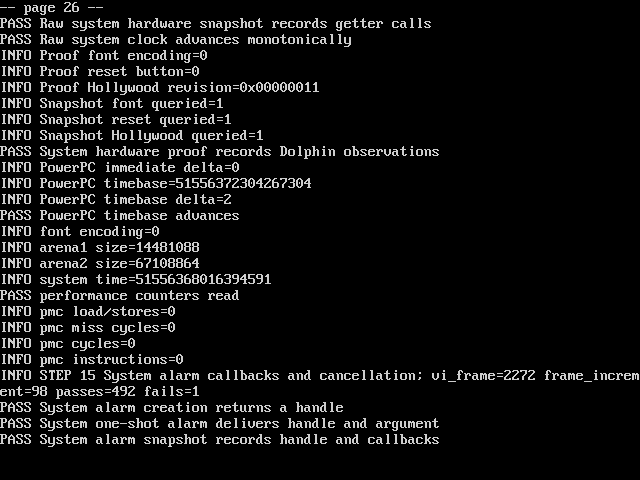 -- page 26 --
PASS Raw system hardware snapshot records getter calls
PASS Raw system clock advances monotonically
INFO Proof font encoding=0
INFO Proof reset button=0
INFO Proof Hollywood revision=0x00000011
INFO Snapshot font queried=1
INFO Snapshot reset queried=1
INFO Snapshot Hollywood queried=1
PASS System hardware proof records Dolphin observations
INFO PowerPC immediate delta=0
INFO PowerPC timebase=51556372304267304
INFO PowerPC timebase delta=2
PASS PowerPC timebase advances
INFO font encoding=0
INFO arena1 size=14481088
INFO arena2 size=67108864
INFO system time=51556368016394591
PASS performance counters read
INFO pmc load/stores=0
INFO pmc miss cycles=0
INFO pmc cycles=0
INFO pmc instructions=0
INFO STEP 15 System alarm callbacks and cancellation; vi_frame=2272 frame_increm
ent=98 passes=492 fails=1
PASS System alarm creation returns a handle
PASS System one-shot alarm delivers handle and argument
PASS System alarm snapshot records handle and callbacks